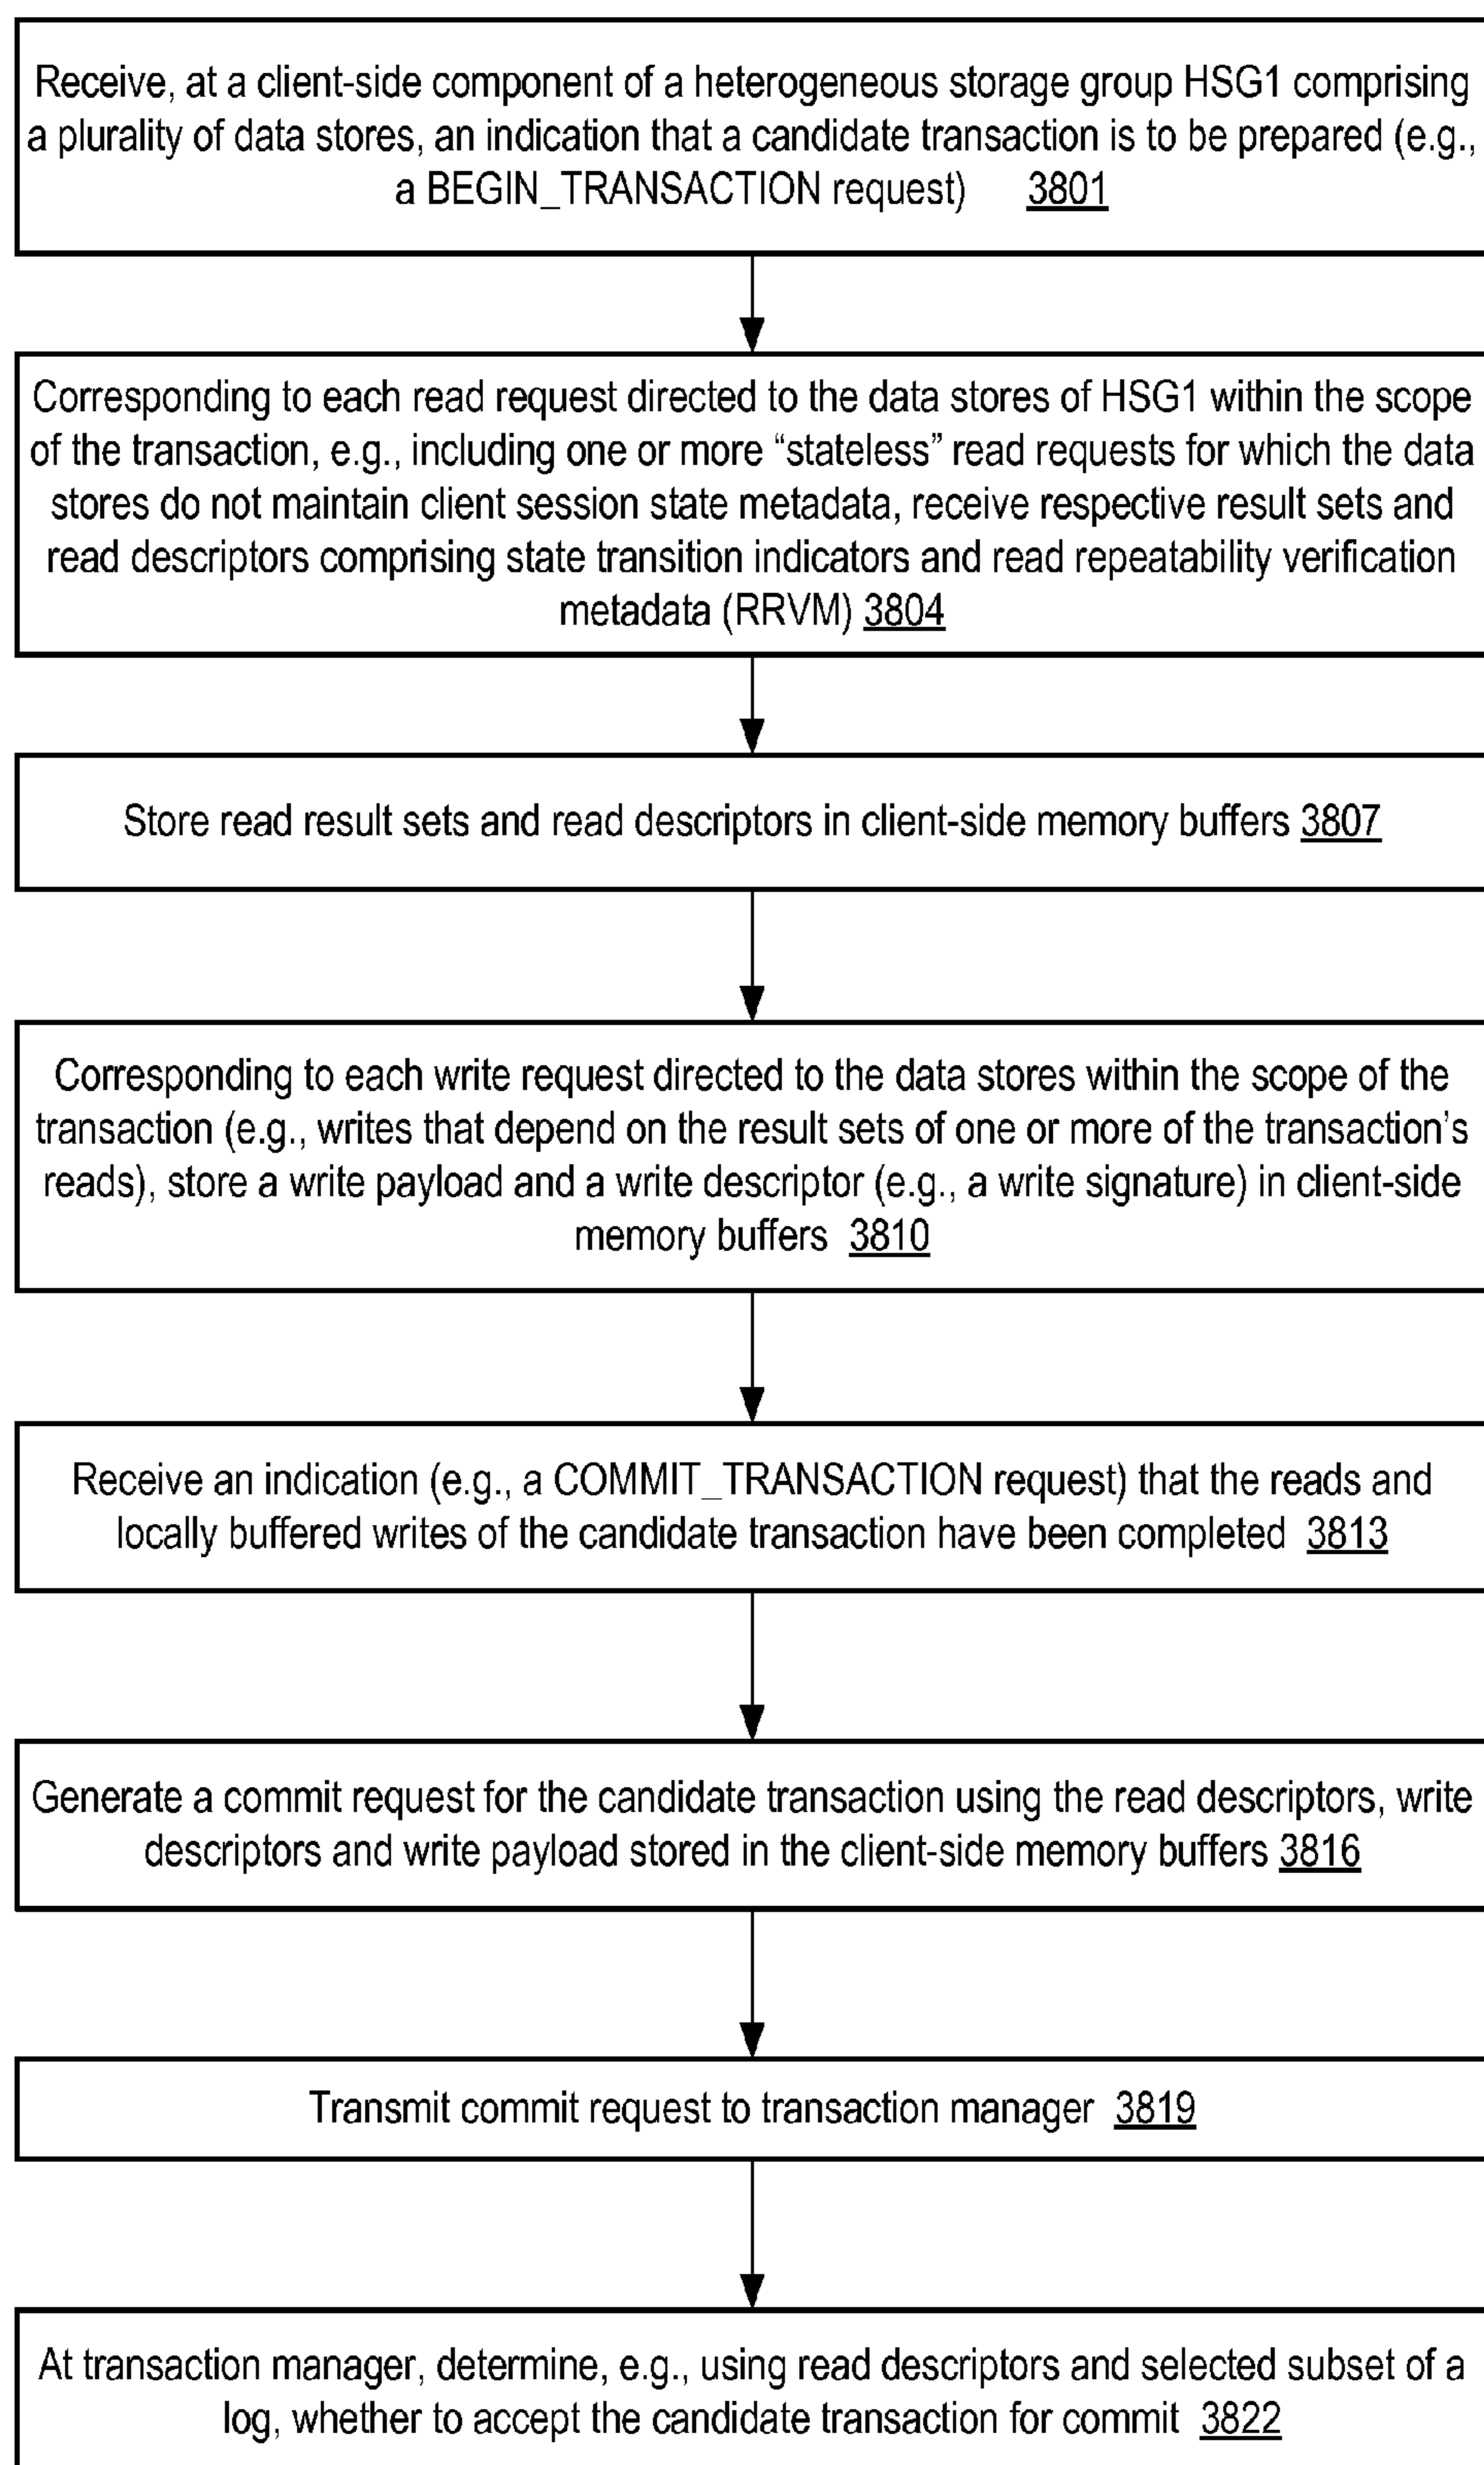 Receive, at a client-side component of a heterogeneous storage group HSG1 comprising
a plurality of data stores, an indication that a candidate transaction is to be prepared (e.g.,
a BEGIN_TRANSACTION request) 3801
Corresponding to each read request directed to the data stores of HSG1 within the scope
of the transaction, e.g., including one or more “stateless” read requests for which the data
stores do not maintain client session state metadata, receive respective result sets and
read descriptors comprising state transition indicators and read repeatability verification
metadata (RRVM) 3804
Store read result sets and read descriptors in client-side memory buffers 3807
Corresponding to each write request directed to the data stores within the scope of the
transaction (e.g., writes that depend on the result sets of one or more of the transaction’s
reads), store a write payload and a write descriptor (e.g., a write signature) in client-side
memory buffers 3810
Receive an indication (e.g., a COMMIT_TRANSACTION request) that the reads and
locally buffered writes of the candidate transaction have been completed 3813
Generate a commit request for the candidate transaction using the read descriptors, write
descriptors and write payload stored in the client-side memory buffers 3816
Transmit commit request to transaction manager 3819
At transaction manager, determine, e.g., using read descriptors and selected subset of a
log, whether to accept the candidate transaction for commit 3822